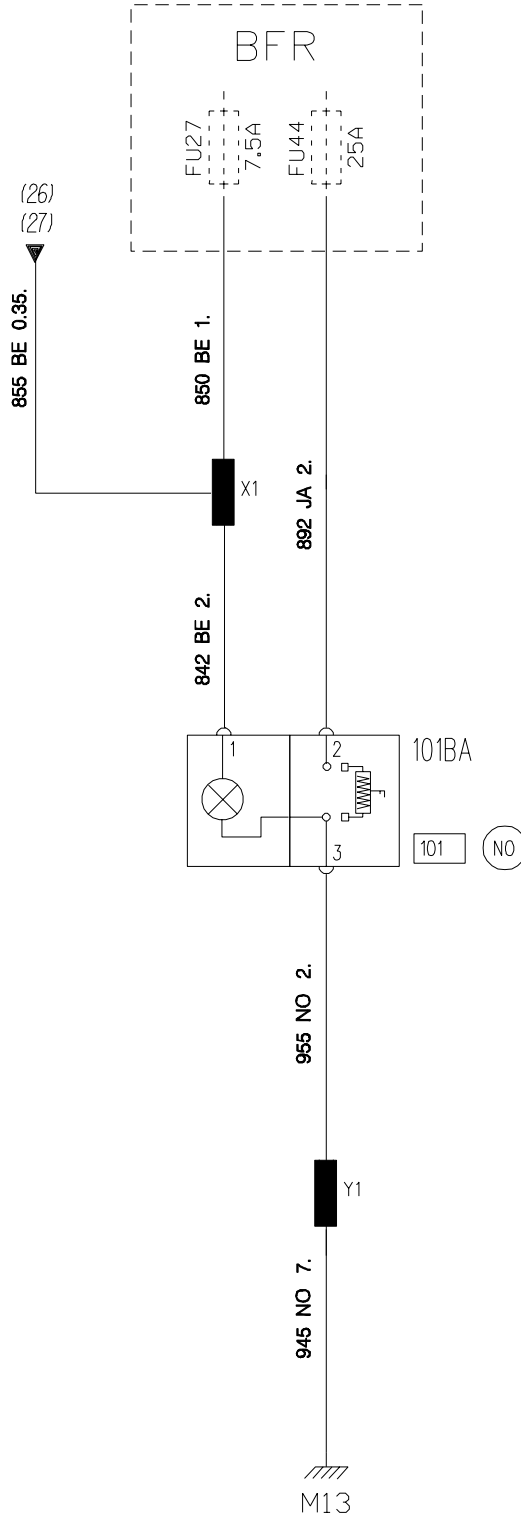 BFR
FU27
7.5A
FU44
25A
(26)
(27)
855 BE 0.35.
850 BE 1.
X1
892 JA 2.
842 BE 2.
1
2
101BA
3
101
NO
955 NO 2.
Y1
945 NO 7.
M13